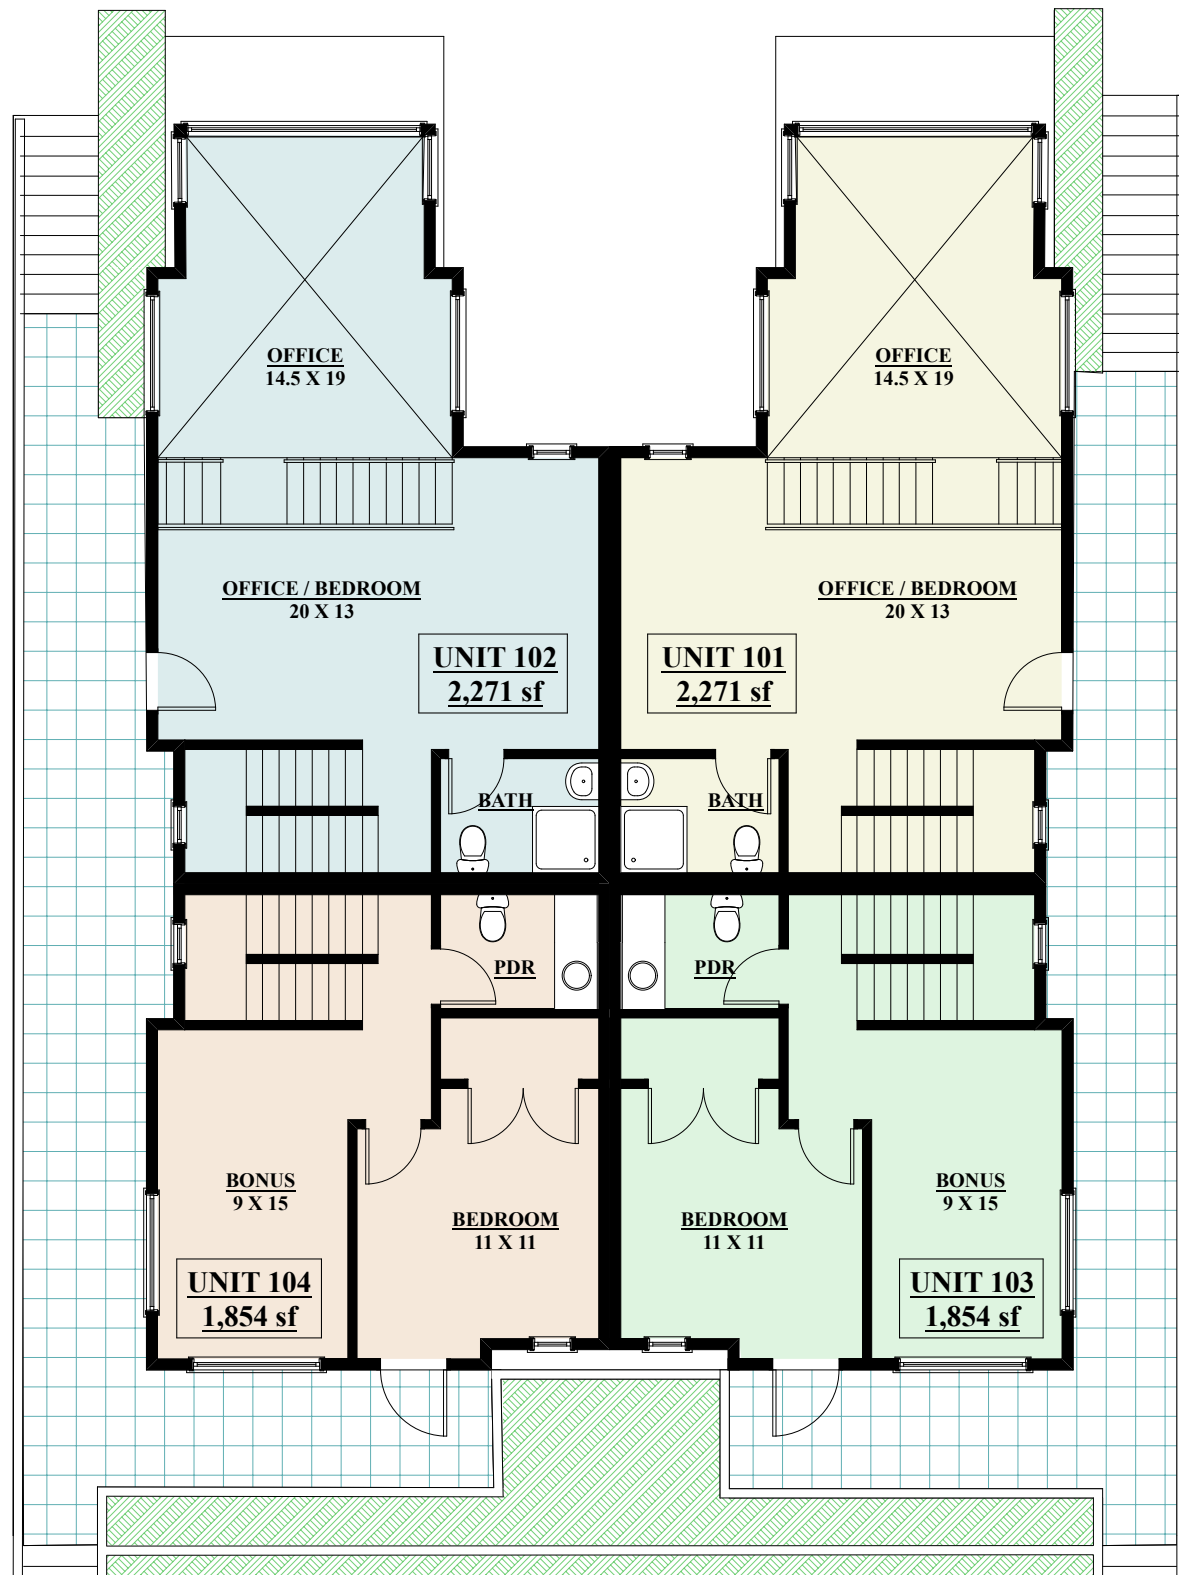 OFFICE
14.5 X 19
OFFICE
14.5 X 19
OFFICE / BEDROOM
20 X 13
OFFICE / BEDROOM
20 X 13
UNIT 102
2,271 sf
UNIT 101
2,271 sf
BATH
BATH
PDR
PDR
BONUS
9 X 15
BEDROOM
11 X 11
BEDROOM
11 X 11
BONUS
9 X 15
UNIT 104
1,854 sf
UNIT 103
1,854 sf